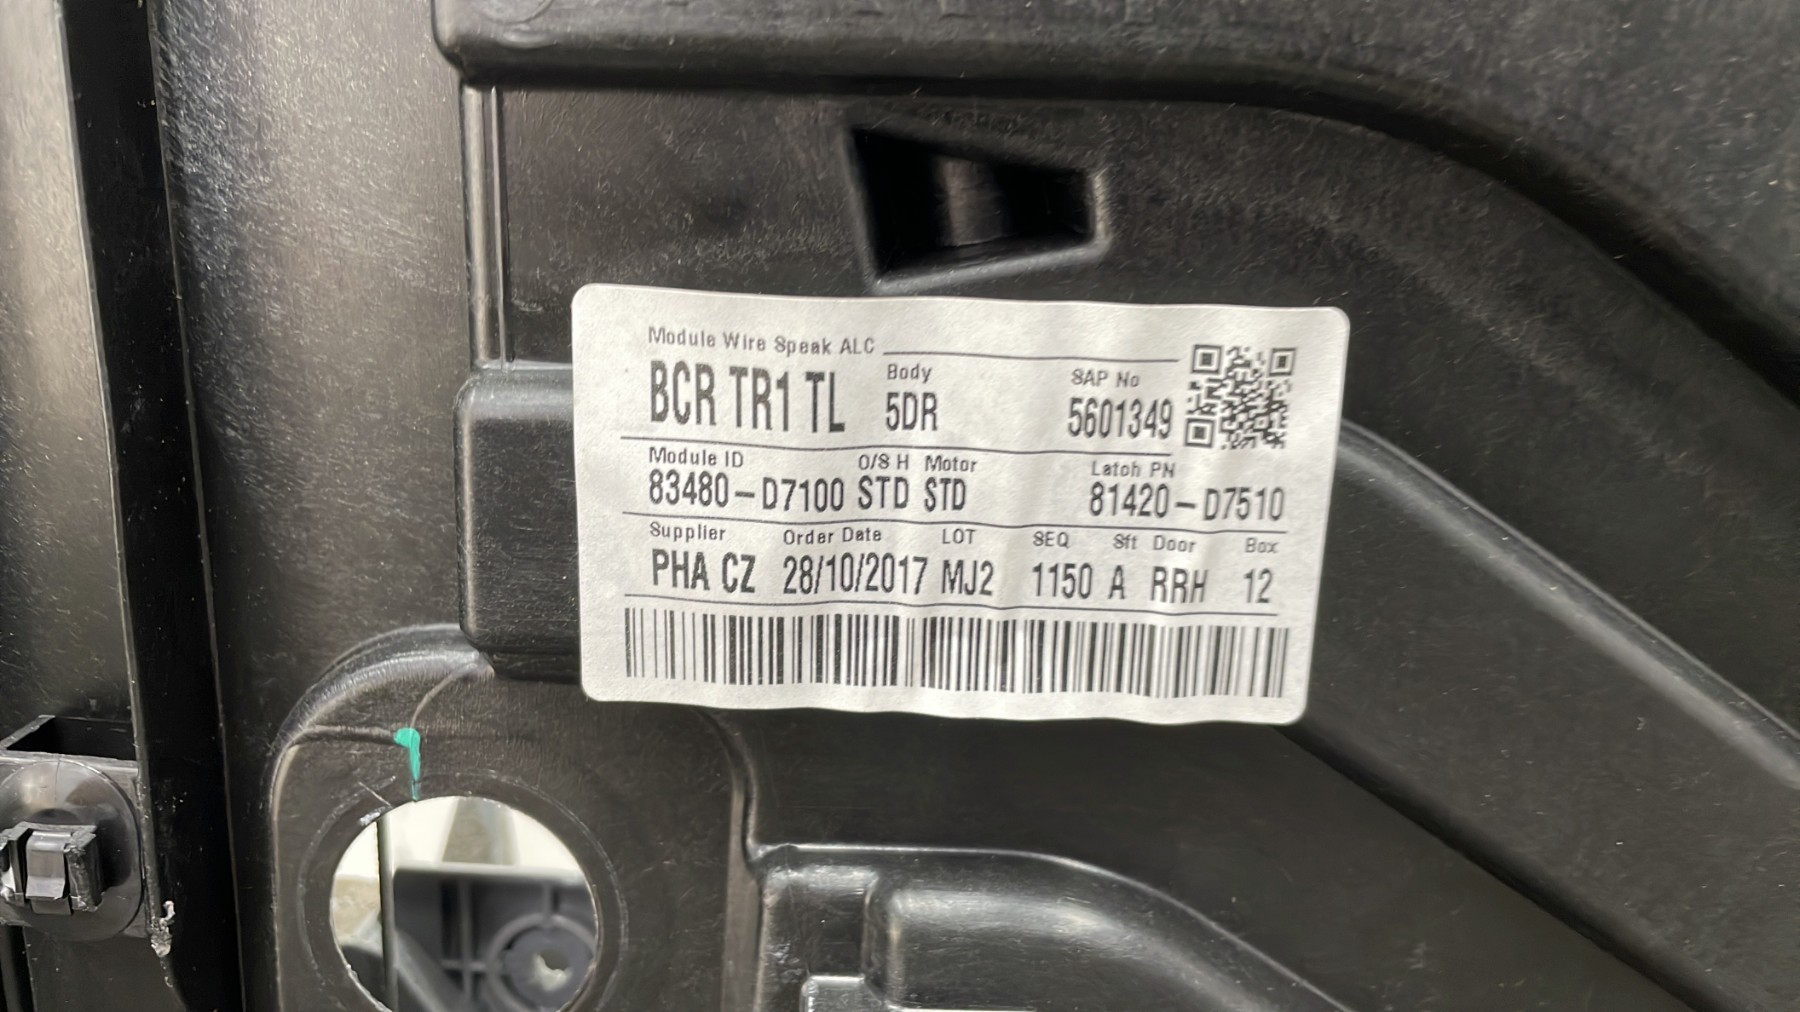 Module Wire Speak ALC
BCR TR1 TL
Body
5DR
SAP No
5601349
Module ID O/S H Motor Latch PN
83480-D7100 STD STD 81420-D7510
Supplier Order Date LOT SEQ Sft Door Box
PHA CZ 28/10/2017 MJ2 1150 A RRH 12